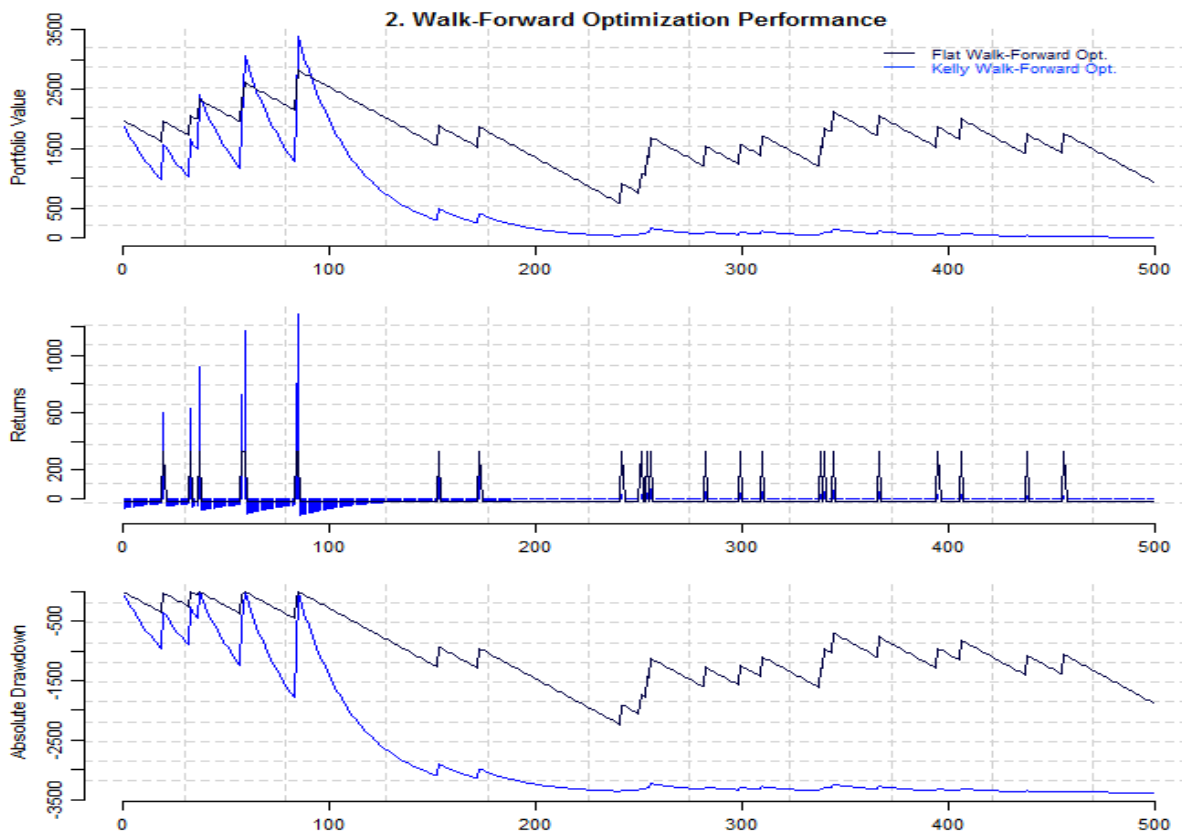 2. Walk-Forward Optimization Performance
Flat Walk-Forward Opt.
Kelly Walk-Forward Opt.
Portfolio Value
3500
2500
1500
500
0
0 100 200 300 400 500
Returns
1000
600
200
0
0 100 200 300 400 500
Absolute Drawdown
-500
-1500
-2500
-3500
0 100 200 300 400 500